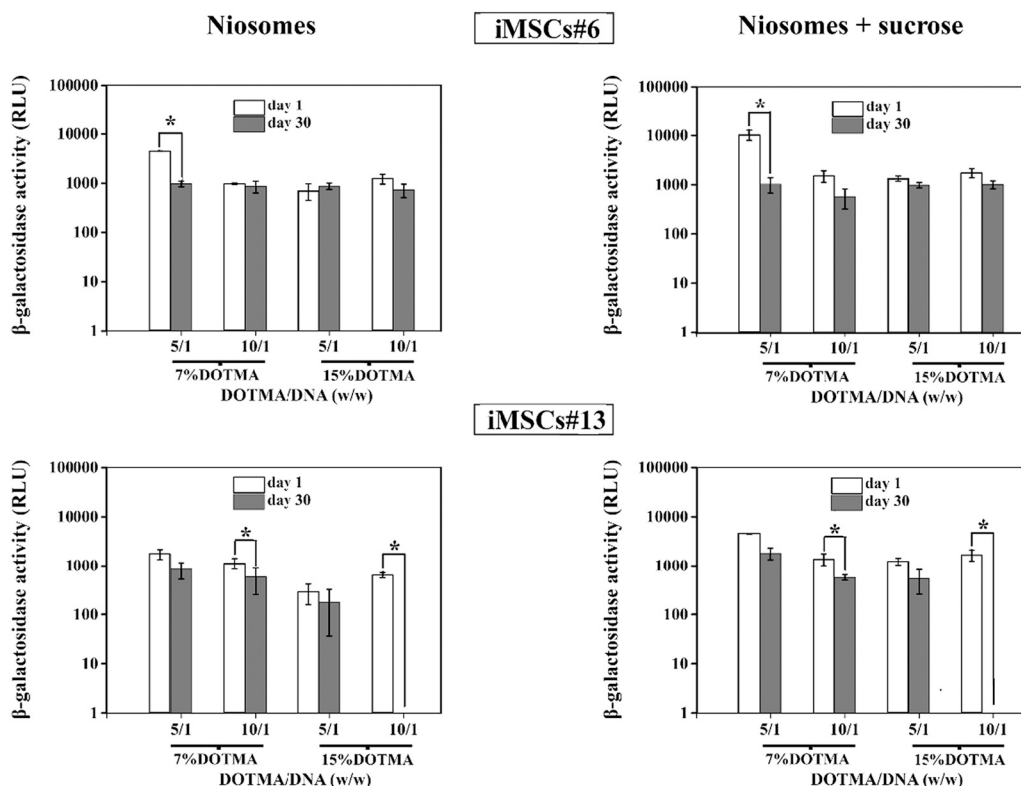 Niosomes
iMSCs#6
Niosomes + sucrose
β-galactosidase activity (RLU)
100000
10000
1000
100
10
1
day 1
day 30
*
5/1 10/1 5/1 10/1
7%DOTMA 15%DOTMA
DOTMA/DNA (w/w)
β-galactosidase activity (RLU)
100000
10000
1000
100
10
1
day 1
day 30
*
5/1 10/1 5/1 10/1
7%DOTMA 15%DOTMA
DOTMA/DNA (w/w)
iMSCs#13
β-galactosidase activity (RLU)
100000
10000
1000
100
10
1
day 1
day 30
* *
5/1 10/1 5/1 10/1
7%DOTMA 15%DOTMA
DOTMA/DNA (w/w)
β-galactosidase activity (RLU)
100000
10000
1000
100
10
1
day 1
day 30
* *
5/1 10/1 5/1 10/1
7%DOTMA 15%DOTMA
DOTMA/DNA (w/w)